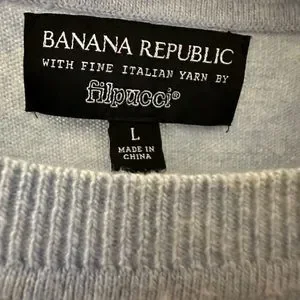 BANANA REPUBLIC
WITH FINE ITALIAN YARN BY
filpucci®
L
MADE IN
CHINA